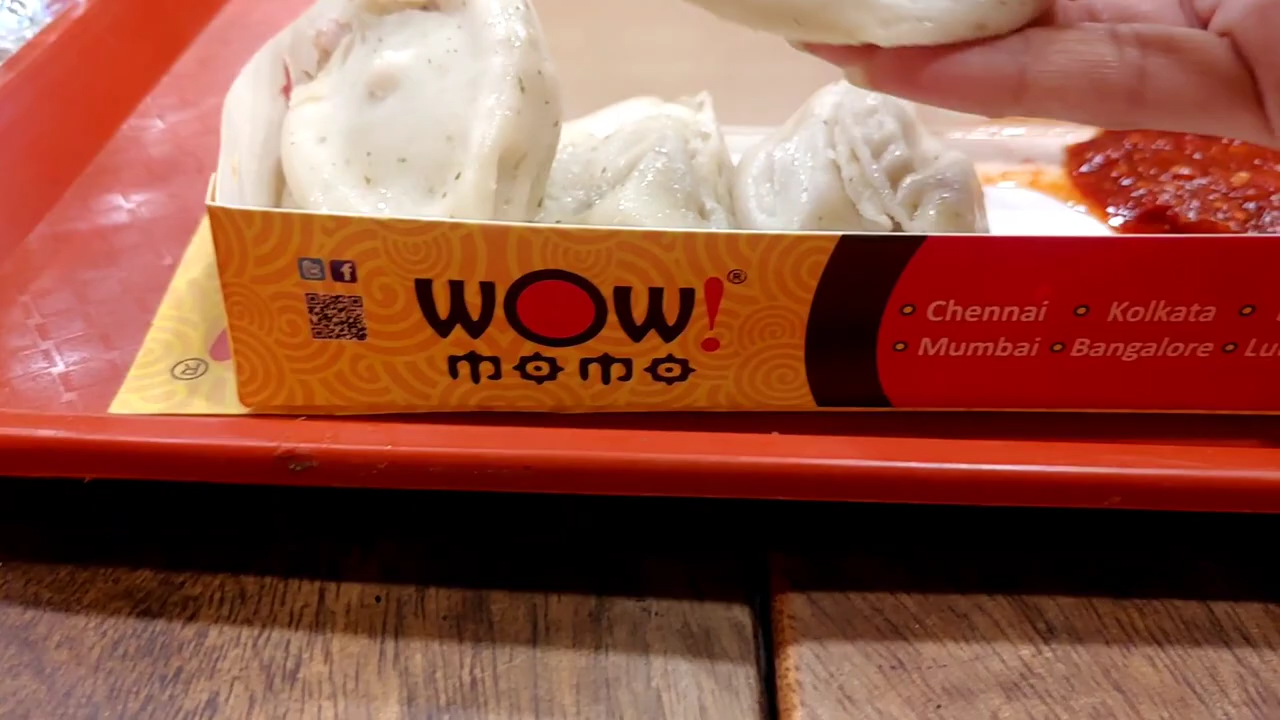 WOW!®
momo
• Chennai • Kolkata •
• Mumbai • Bangalore •
®